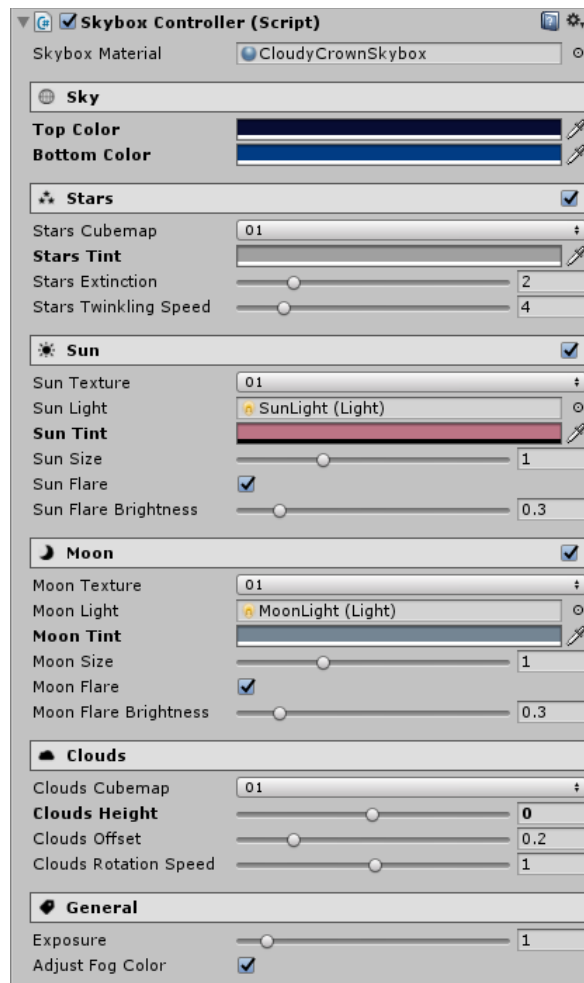 Skybox Controller (Script)
Skybox Material CloudyCrownSkybox
Sky
Top Color
Bottom Color
Stars
Stars Cubemap 01
Stars Tint
Stars Extinction 2
Stars Twinkling Speed 4
Sun
Sun Texture 01
Sun Light SunLight (Light)
Sun Tint
Sun Size 1
Sun Flare
Sun Flare Brightness 0.3
Moon
Moon Texture 01
Moon Light MoonLight (Light)
Moon Tint
Moon Size 1
Moon Flare
Moon Flare Brightness 0.3
Clouds
Clouds Cubemap 01
Clouds Height 0
Clouds Offset 0.2
Clouds Rotation Speed 1
General
Exposure 1
Adjust Fog Color